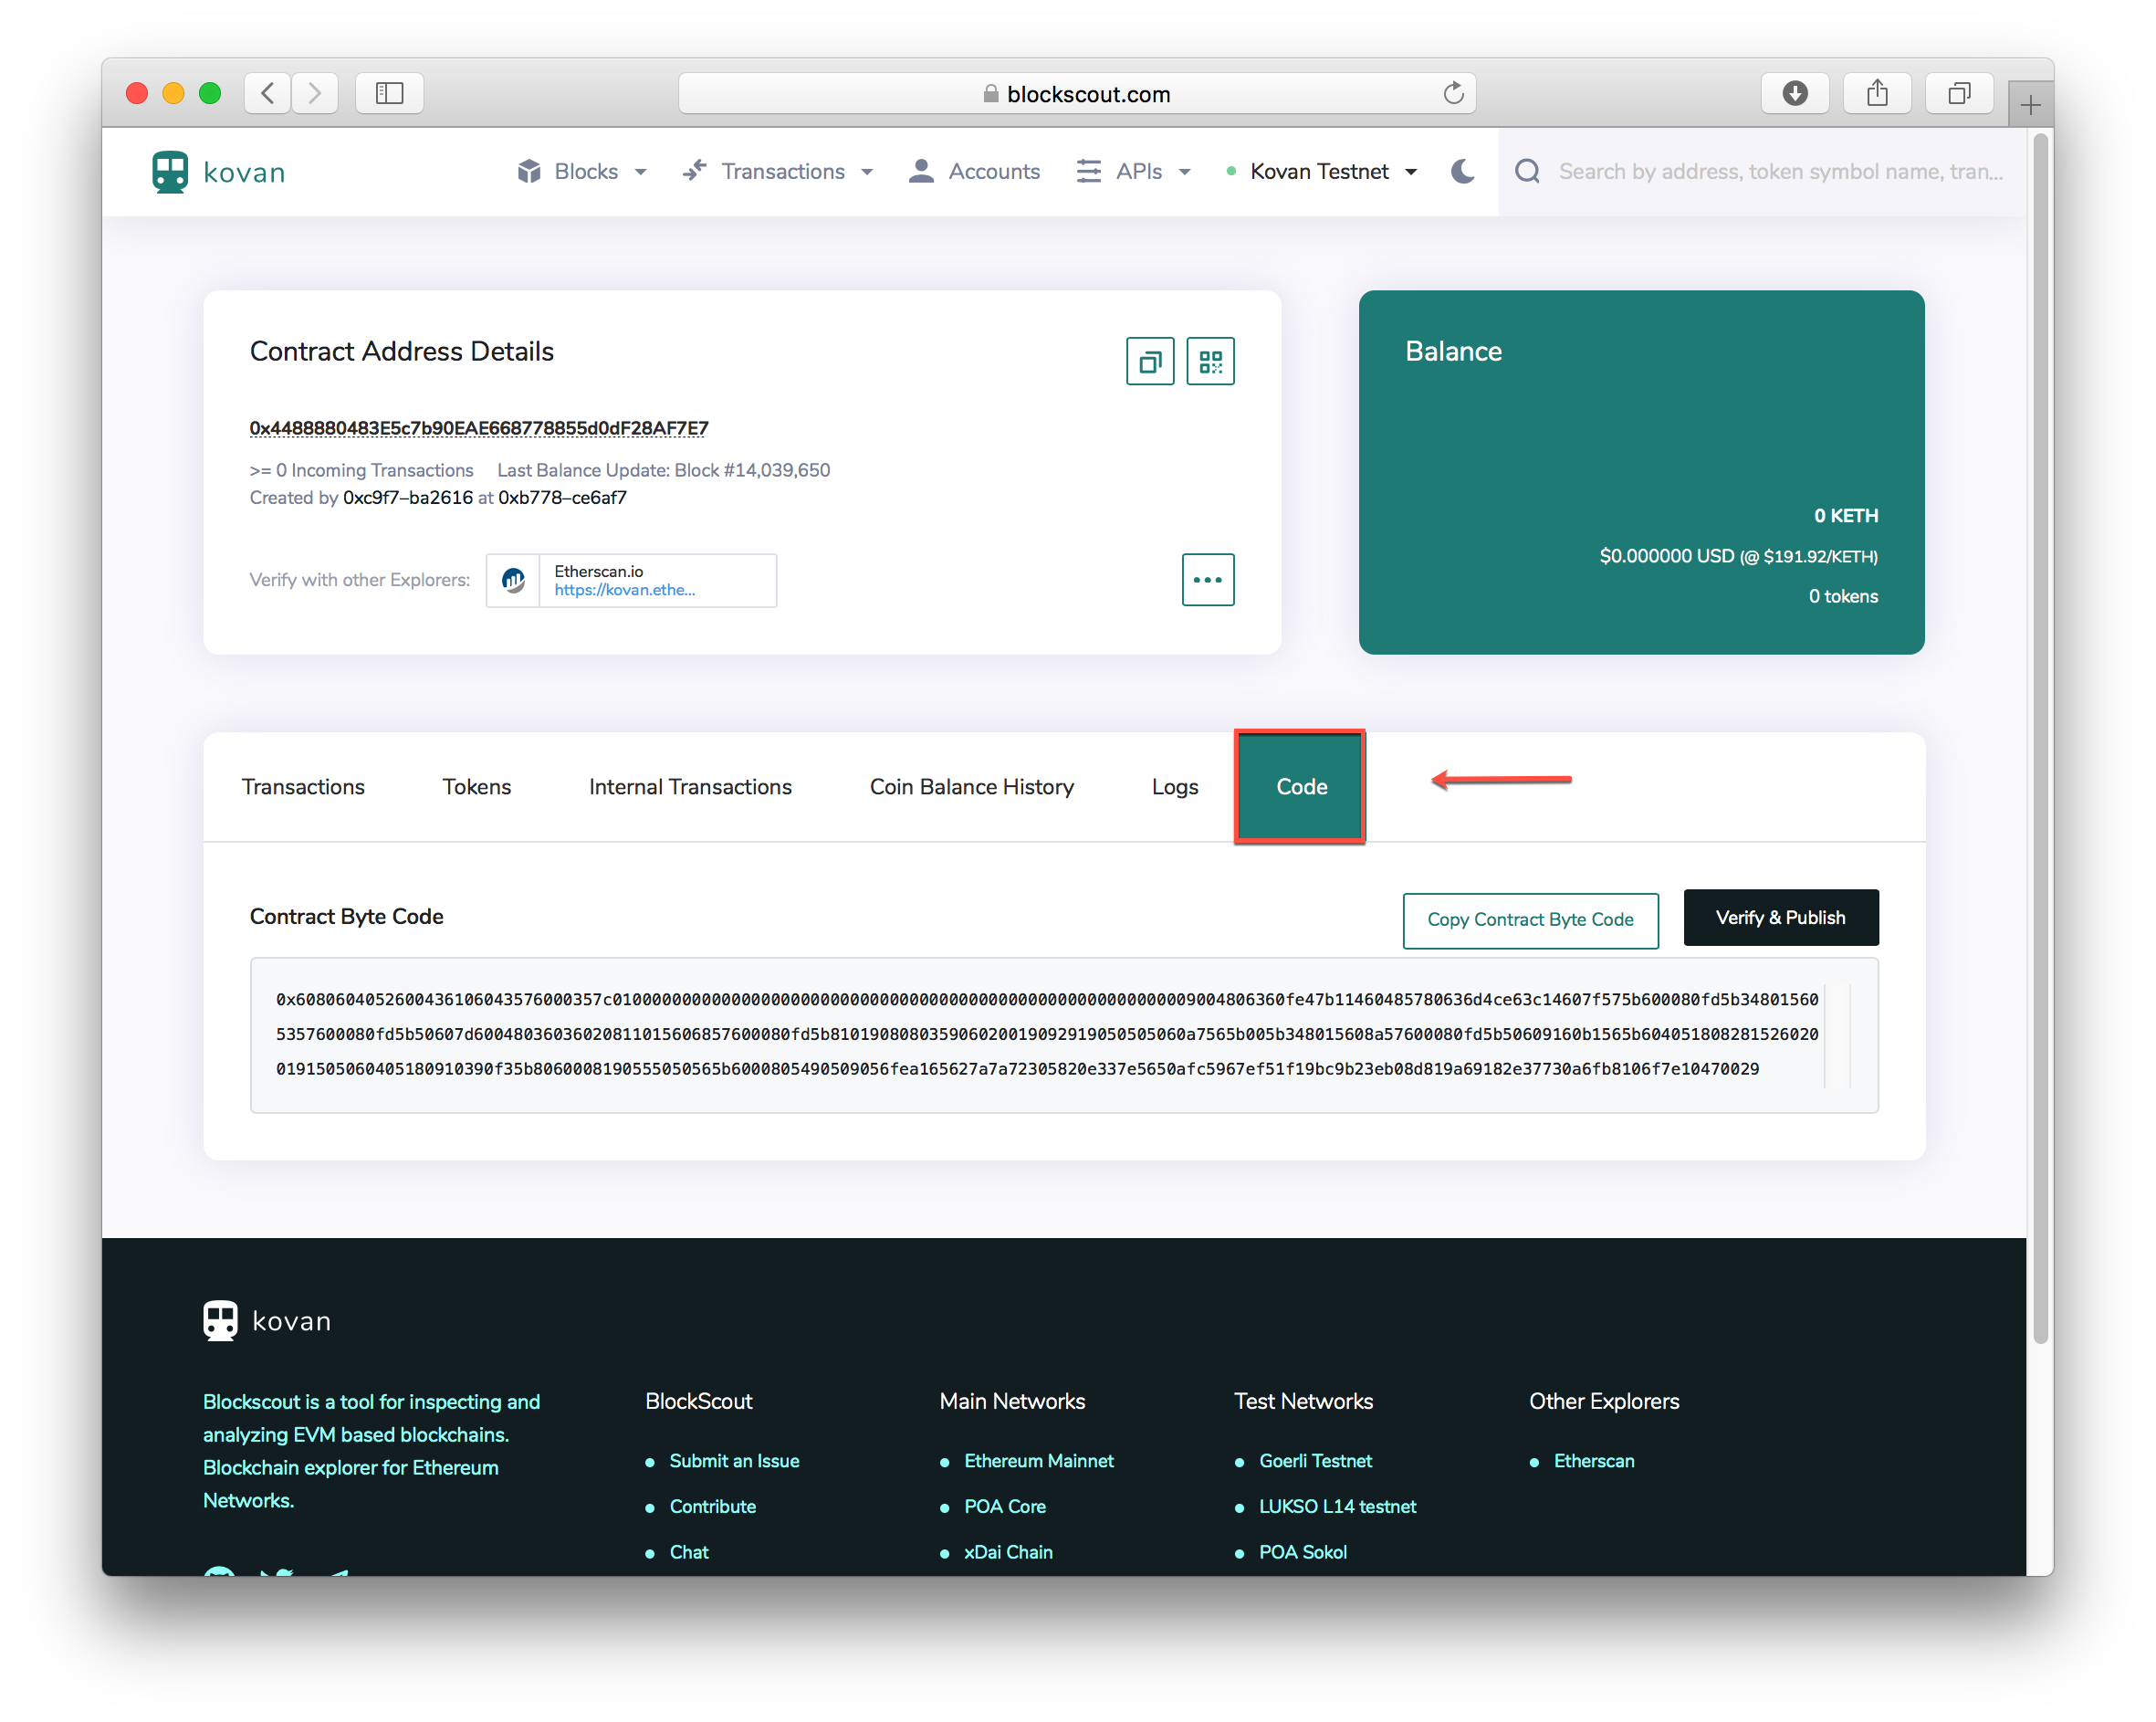 blockscout.com
kovan
Blocks
Transactions
Accounts
APIs
Kovan Testnet
Search by address, token symbol name, tran...
Contract Address Details
0x4488880483E5c7b90EAE668778855d0dF28AF7E7
>= 0 Incoming Transactions Last Balance Update: Block #14,039,650
Created by 0xc9f7–ba2616 at 0xb778–ce6af7
Verify with other Explorers:
Etherscan.io
https://kovan.ethe...
Balance
0 KETH
$0.000000 USD (@ $191.92/KETH)
0 tokens
Transactions
Tokens
Internal Transactions
Coin Balance History
Logs
Code
Contract Byte Code
Copy Contract Byte Code
Verify & Publish
0x6080604052600436106043576000357c0100000000000000000000000000000000000000000000000000000000900480636​0fe47b11460485780636d4ce63c14607f575b600080fd5b34801560
5357600080fd5b50607d60048036036020811015606857600080fd5b8101908080359060200190929190505050​60a7565b005b348015608a57600080fd5b50609160b1565b6040518082815260​20
0191505060405180910390f35b8060008190555050565b6000805490509056fea165627a7a72305820e337e5650afc5967ef51f19bc9b23eb08d819a69182e37730a6fb8106f7e10470029
kovan
Blockscout is a tool for inspecting and
analyzing EVM based blockchains.
Blockchain explorer for Ethereum
Networks.
BlockScout
Submit an Issue
Contribute
Chat
Main Networks
Ethereum Mainnet
POA Core
xDai Chain
Test Networks
Goerli Testnet
LUKSO L14 testnet
POA Sokol
Other Explorers
Etherscan